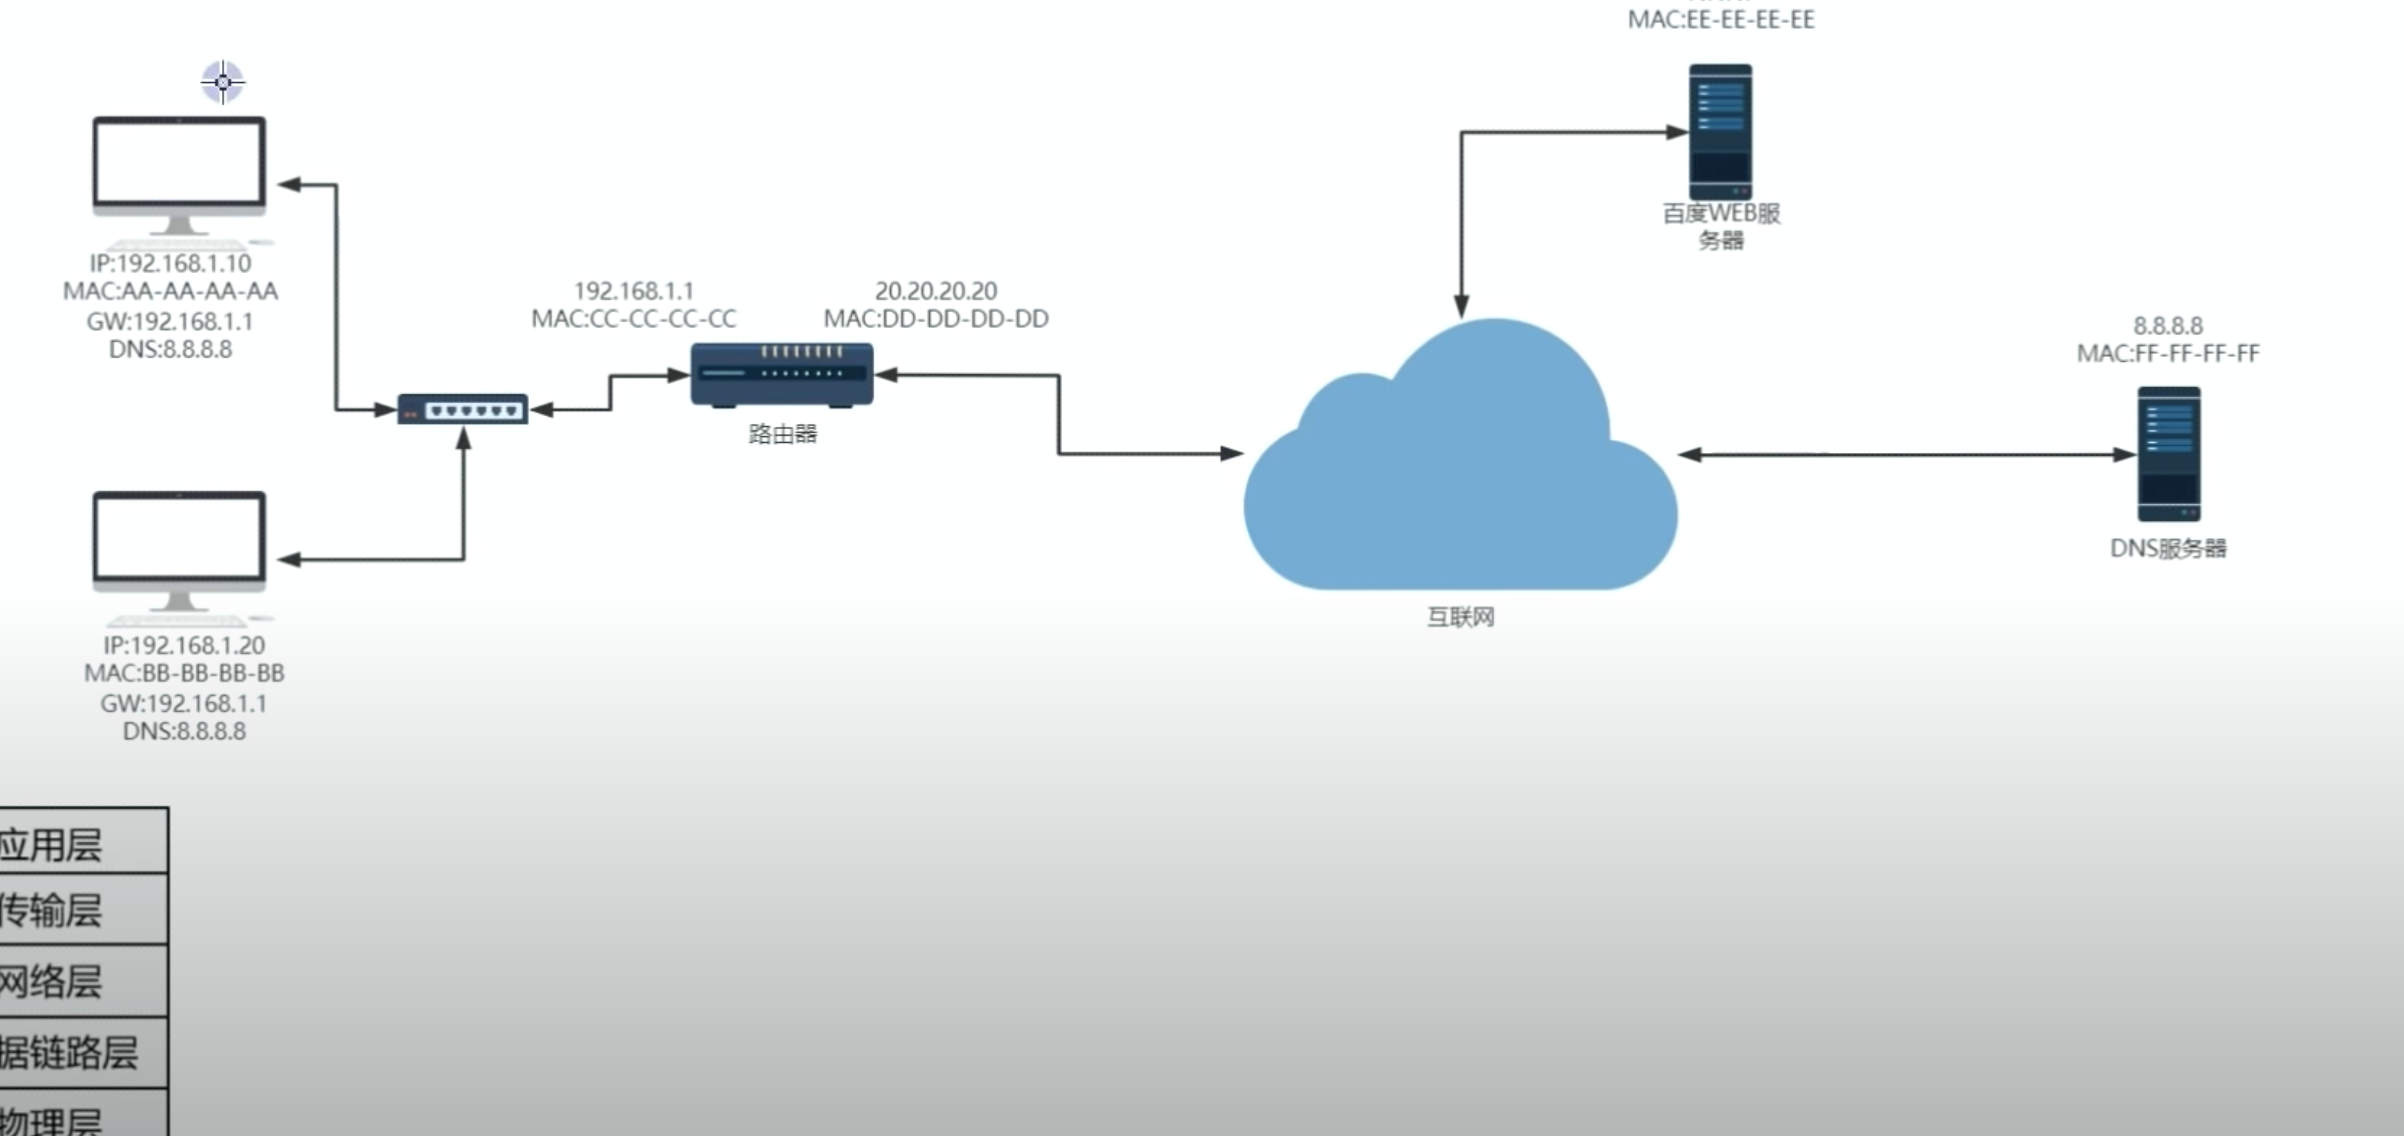 MAC:EE-EE-EE-EE
百度WEB服
务器
IP:192.168.1.10
MAC:AA-AA-AA-AA
GW:192.168.1.1
DNS:8.8.8.8
192.168.1.1
MAC:CC-CC-CC-CC
20.20.20.20
MAC:DD-DD-DD-DD
路由器
8.8.8.8
MAC:FF-FF-FF-FF
DNS服务器
互联网
IP:192.168.1.20
MAC:BB-BB-BB-BB
GW:192.168.1.1
DNS:8.8.8.8
应用层
传输层
网络层
据链路层
物理层